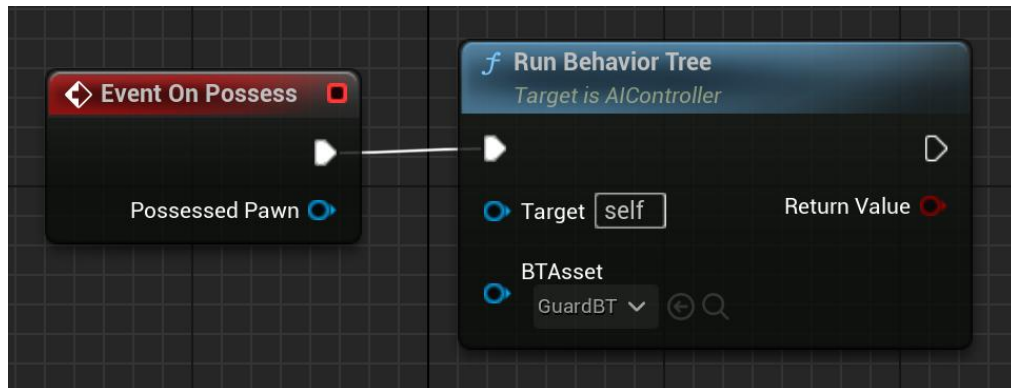 Event On Possess
Possessed Pawn
f Run Behavior Tree
Target is AIController
Target self
Return Value
BTAsset
GuardBT